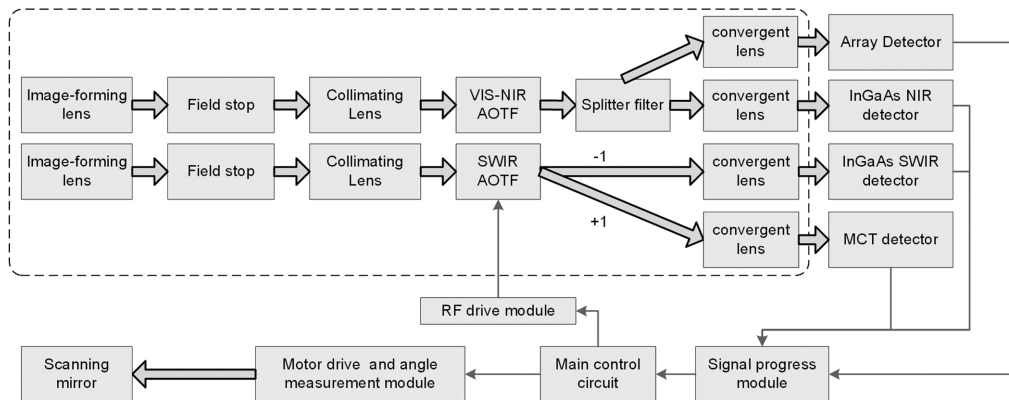 convergent
lens
Array Detector
Image-forming
lens
Field stop
Collimating
Lens
VIS-NIR
AOTF
Splitter filter
convergent
lens
InGaAs NIR
detector
Image-forming
lens
Field stop
Collimating
Lens
SWIR
AOTF
-1
+1
convergent
lens
InGaAs SWIR
detector
convergent
lens
MCT detector
RF drive module
Scanning
mirror
Motor drive and angle
measurement module
Main control
circuit
Signal progress
module